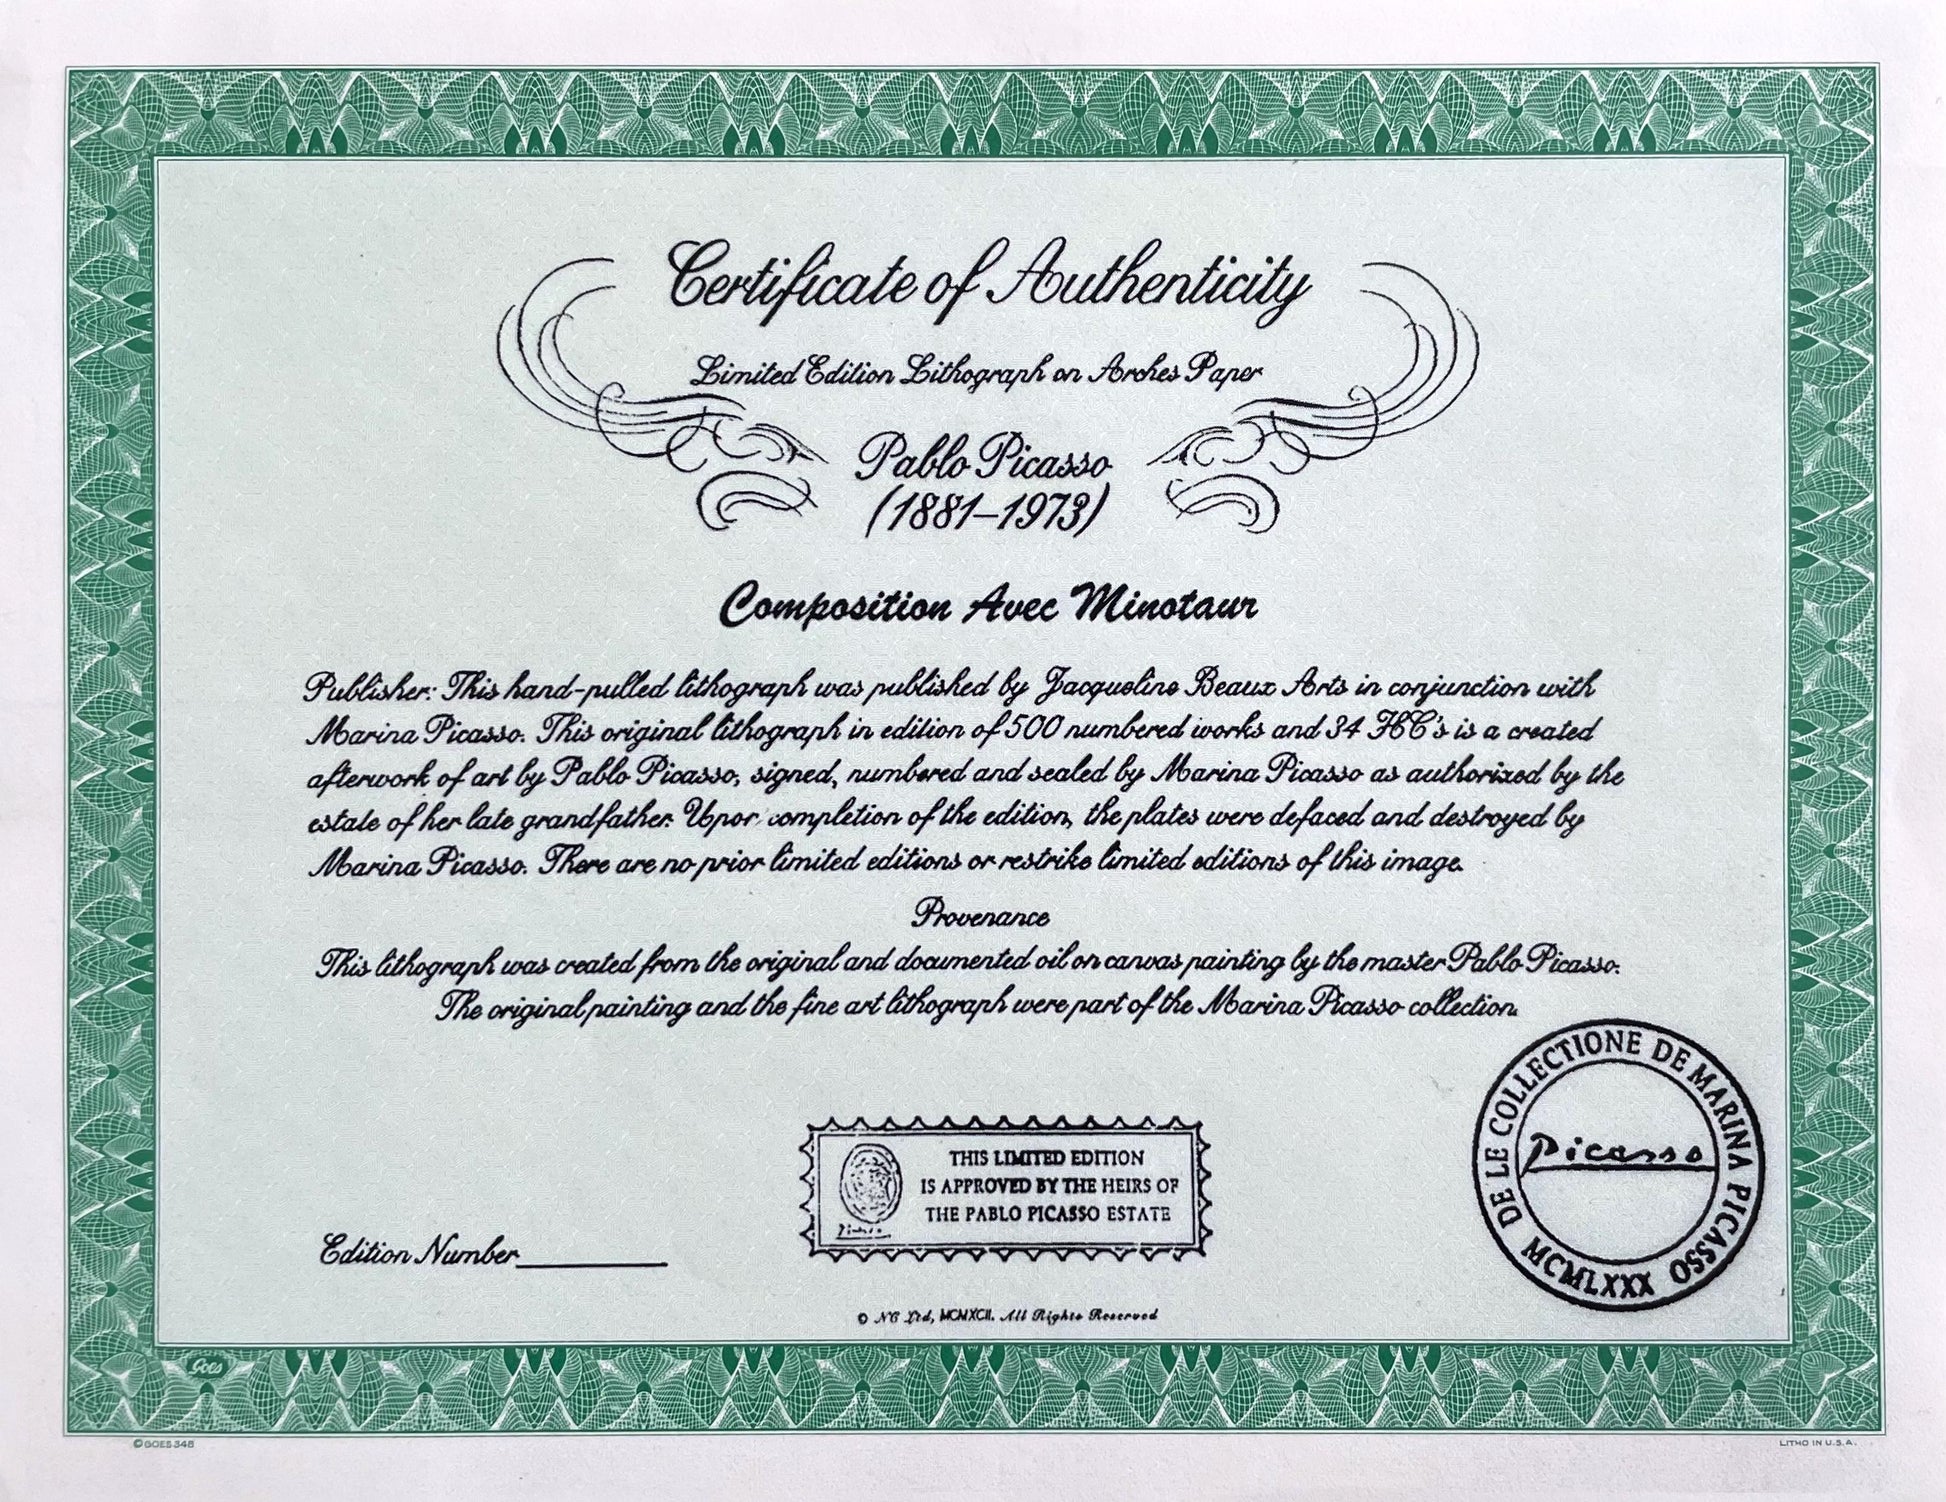 Certificate of Authenticity
Limited Edition Lithograph on Arches Paper
Pablo Picasso
(1881-1973)
Composition Avec Minotaur
Publisher: This hand-pulled lithograph was published by Jacqueline Beaux Arts in conjunction with
Marina Picasso. This original lithograph in edition of 500 numbered works and 34 HC's is a created
afterwork of art by Pablo Picasso, signed, numbered and sealed by Marina Picasso as authorized by the
estate of her late grandfather. Upon completion of the edition, the plates were defaced and destroyed by
Marina Picasso. There are no prior limited editions or restrike limited editions of this image.
Provenance
This lithograph was created from the original and documented oil on canvas painting by the master Pablo Picasso.
The original painting and the fine art lithograph were part of the Marina Picasso collection.
DE LE COLLECTIONE DE MARINA PICASSO
Picasso
MCMLXXX
THIS LIMITED EDITION
IS APPROVED BY THE HEIRS OF
THE PABLO PICASSO ESTATE
Picasso
Edition Number
© NC Ltd, MCMXCII. All Rights Reserved
Goes
© GOES 348
LITHO IN U.S.A.